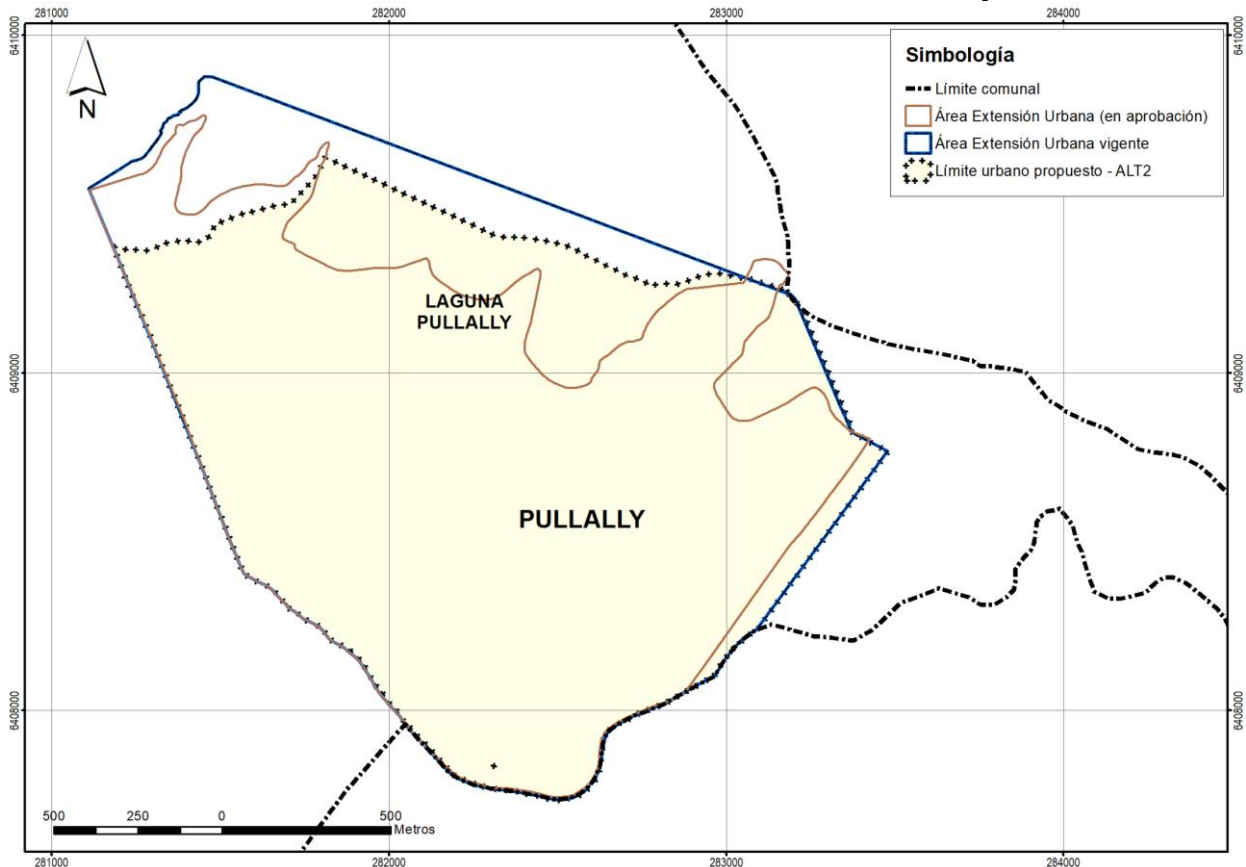 281000
282000
283000
284000
6410000
6410000
Simbología
Límite comunal
Área Extensión Urbana (en aprobación)
Área Extensión Urbana vigente
Límite urbano propuesto - ALT2
N
LAGUNA
PULLALLY
6409000
6409000
PULLALLY
6408000
6408000
500
250
0
500
Metros
281000
282000
283000
284000